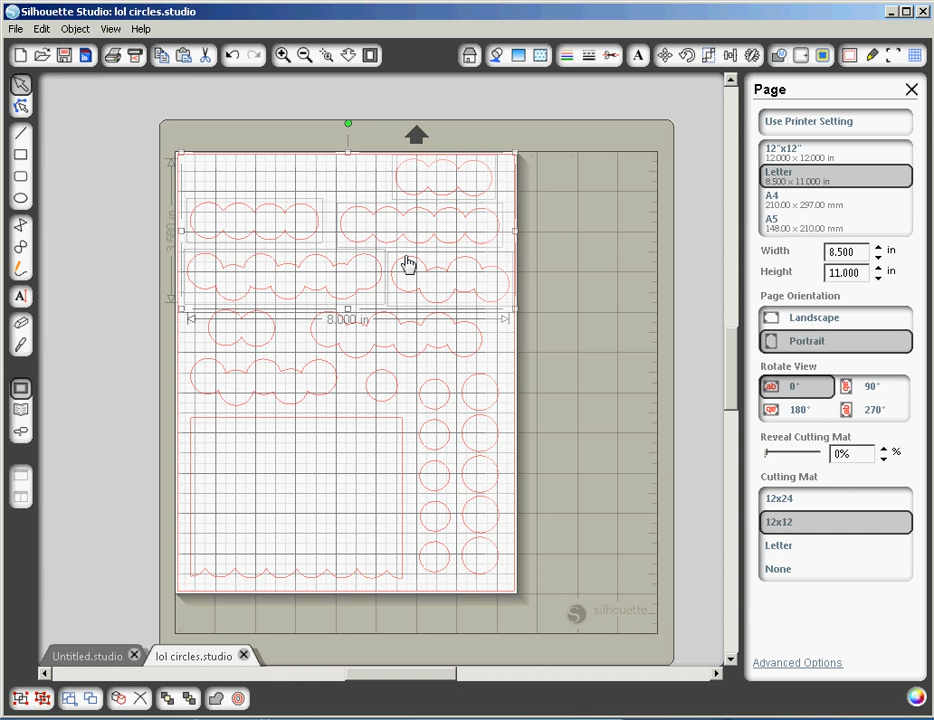 Silhouette Studio: lol circles.studio
File Edit Object View Help
A
Page
Use Printer Setting
12"x12"
12.000 x 12.000 in
Letter
8.500 x 11.000 in
A4
210.00 x 297.00 mm
A5
148.00 x 210.00 mm
Width 8.500 in
Height 11.000 in
Page Orientation
Landscape
Portrait
Rotate View
ab 0° ab 90°
ab 180° ab 270°
Reveal Cutting Mat
0% %
Cutting Mat
12x24
12x12
Letter
None
Advanced Options
8.000 in
silhouette
Untitled.studio
lol circles.studio